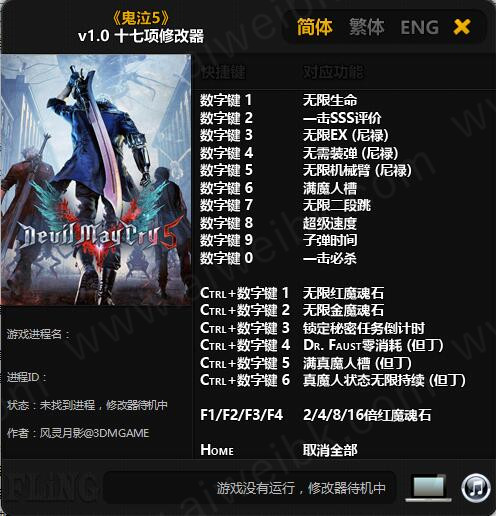 《鬼泣5》
v1.0 十七项修改器
简体 繁体 ENG
快捷键 对应功能
数字键 1 无限生命
数字键 2 一击SSS评价
数字键 3 无限EX (尼禄)
数字键 4 无需装弹 (尼禄)
数字键 5 无限机械臂 (尼禄)
数字键 6 满魔人槽
数字键 7 无限二段跳
数字键 8 超级速度
数字键 9 子弹时间
数字键 0 一击必杀
Ctrl+数字键 1 无限红魔魂石
Ctrl+数字键 2 无限金魔魂石
Ctrl+数字键 3 锁定秘密任务倒计时
Ctrl+数字键 4 Dr. Faust零消耗 (但丁)
Ctrl+数字键 5 满真魔人槽 (但丁)
Ctrl+数字键 6 真魔人状态无限持续 (但丁)
F1/F2/F3/F4 2/4/8/16倍红魔魂石
Home 取消全部
Devil May Cry 5
游戏进程名：
进程ID：
状态：未找到进程，修改器待机中
作者：风灵月影@3DMGAME
FLiNG
游戏没有运行，修改器待机中